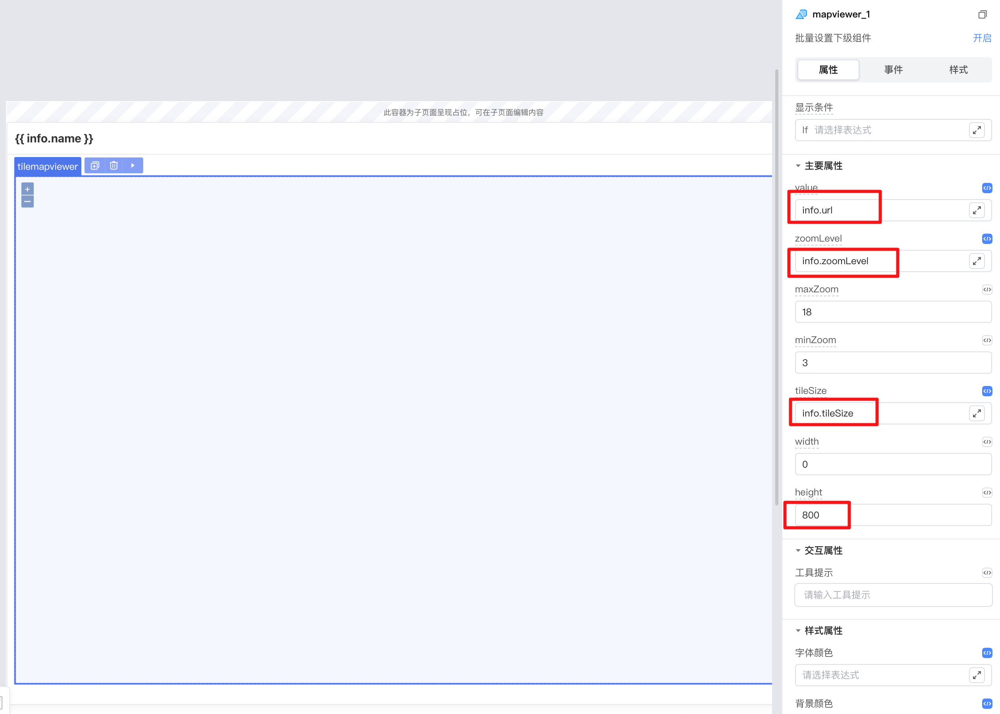 此容器为子页面呈现占位，可在子页面编辑内容
{{ info.name }}
tilemapviewer
+
−
mapviewer_1
批量设置下级组件 开启
属性 事件 样式
显示条件
If 请选择表达式
主要属性
value
info.url
zoomLevel
info.zoomLevel
maxZoom
18
minZoom
3
tileSize
info.tileSize
width
0
height
800
交互属性
工具提示
请输入工具提示
样式属性
字体颜色
请选择表达式
背景颜色